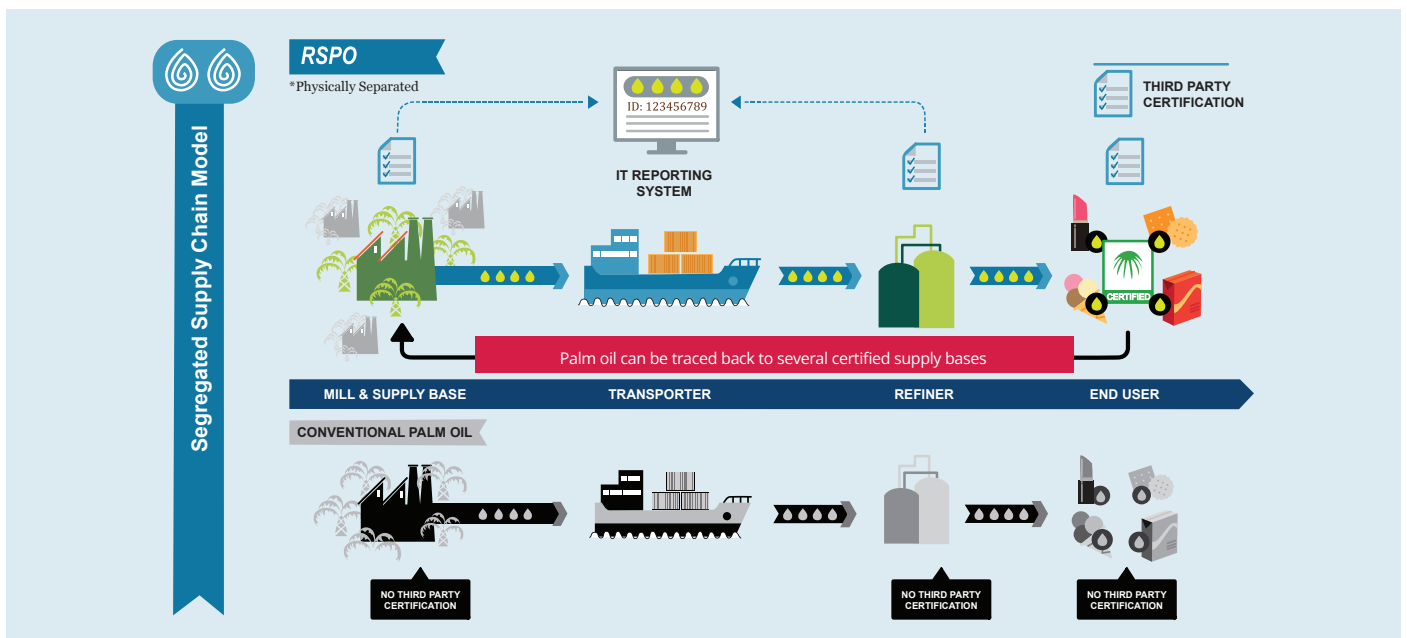 Segregated Supply Chain Model
RSPO
*Physically Separated
ID: 123456789
IT REPORTING
SYSTEM
THIRD PARTY
CERTIFICATION
CERTIFIED
Palm oil can be traced back to several certified supply bases
MILL & SUPPLY BASE
TRANSPORTER
REFINER
END USER
CONVENTIONAL PALM OIL
NO THIRD PARTY
CERTIFICATION
NO THIRD PARTY
CERTIFICATION
NO THIRD PARTY
CERTIFICATION